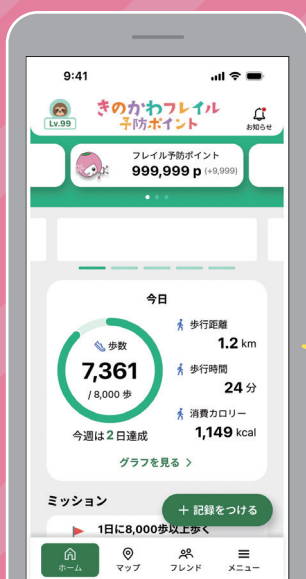 9:41
Lv.99
きのかわフレイル
予防ポイント
お知らせ
フレイル予防ポイント
999,999 p (+9,999)
今日
歩数
7,361
/ 8,000 歩
今週は2日達成
歩行距離
1.2 km
歩行時間
24 分
消費カロリー
1,149 kcal
グラフを見る >
ミッション
+ 記録をつける
1日に8,000歩以上歩く
ホーム
マップ
フレンド
メニュー